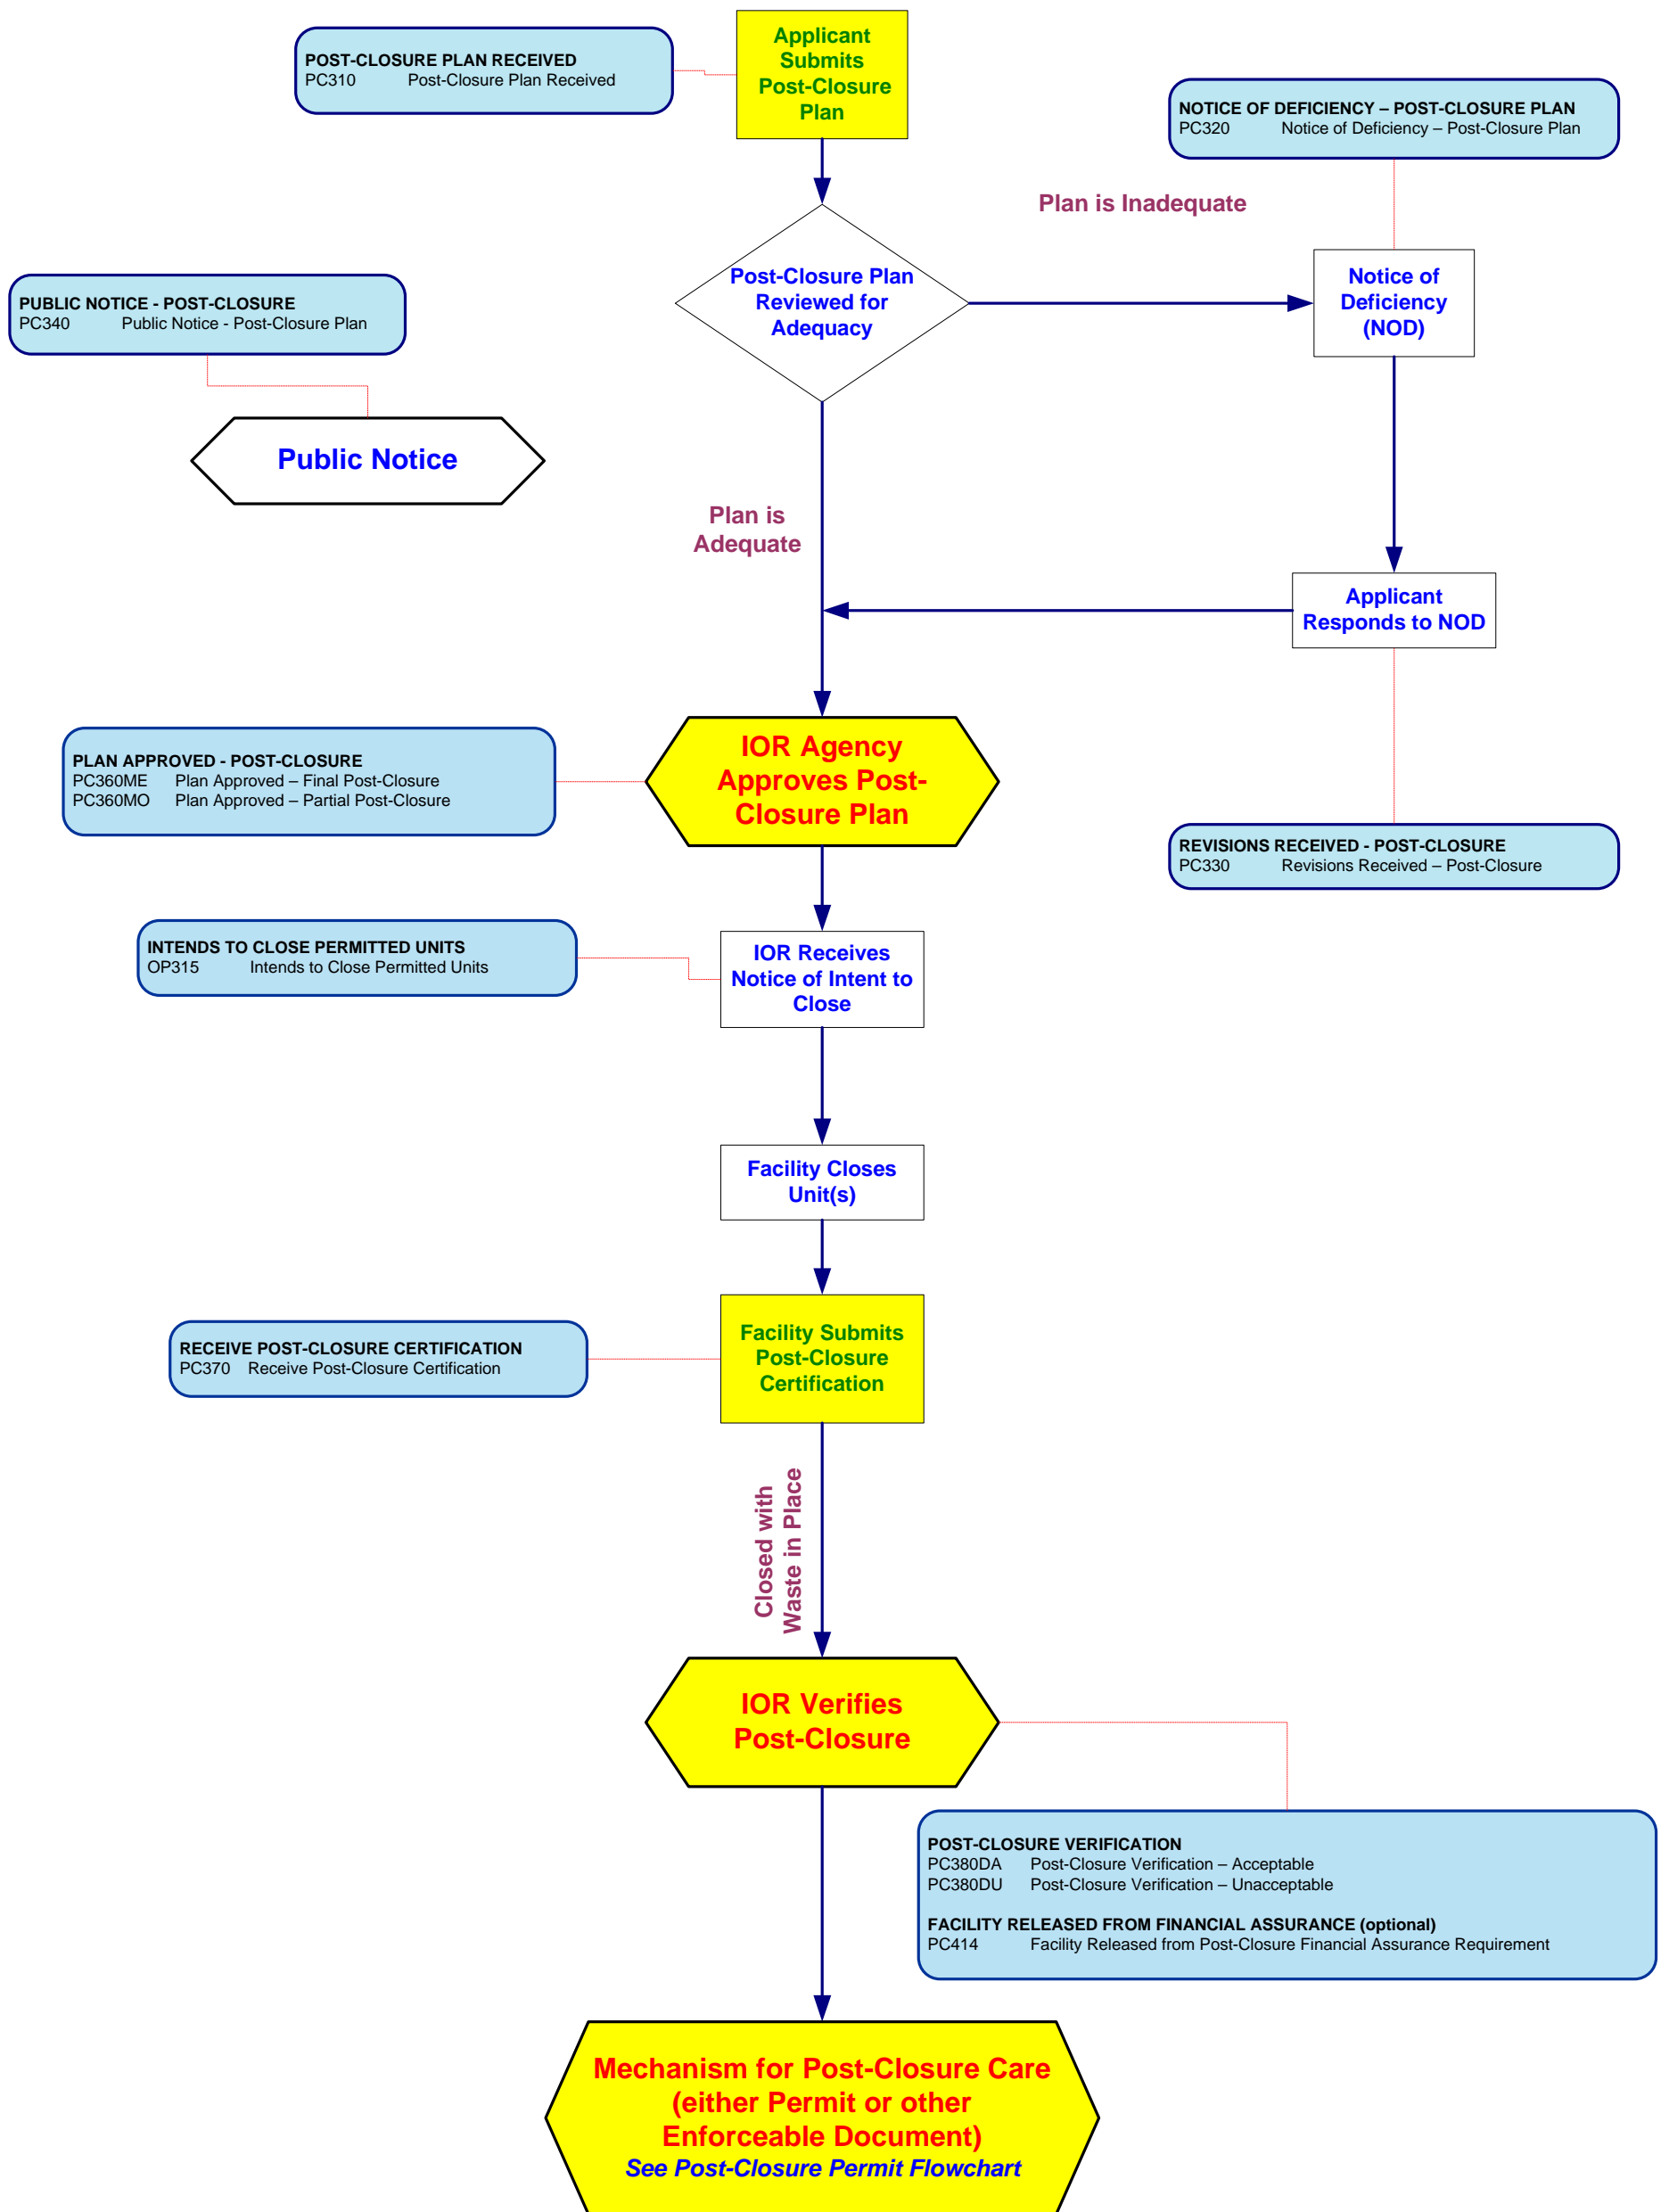 POST-CLOSURE PLAN RECEIVED
PC310 Post-Closure Plan Received
Applicant
Submits
Post-Closure
Plan
NOTICE OF DEFICIENCY – POST-CLOSURE PLAN
PC320 Notice of Deficiency – Post-Closure Plan
Plan is Inadequate
Post-Closure Plan
Reviewed for
Adequacy
Notice of
Deficiency
(NOD)
PUBLIC NOTICE - POST-CLOSURE
PC340 Public Notice - Post-Closure Plan
Public Notice
Plan is
Adequate
Applicant
Responds to NOD
PLAN APPROVED - POST-CLOSURE
PC360ME Plan Approved – Final Post-Closure
PC360MO Plan Approved – Partial Post-Closure
IOR Agency
Approves Post-
Closure Plan
REVISIONS RECEIVED - POST-CLOSURE
PC330 Revisions Received – Post-Closure
INTENDS TO CLOSE PERMITTED UNITS
OP315 Intends to Close Permitted Units
IOR Receives
Notice of Intent to
Close
Facility Closes
Unit(s)
RECEIVE POST-CLOSURE CERTIFICATION
PC370 Receive Post-Closure Certification
Facility Submits
Post-Closure
Certification
Closed with
Waste in Place
IOR Verifies
Post-Closure
POST-CLOSURE VERIFICATION
PC380DA Post-Closure Verification – Acceptable
PC380DU Post-Closure Verification – Unacceptable
FACILITY RELEASED FROM FINANCIAL ASSURANCE (optional)
PC414 Facility Released from Post-Closure Financial Assurance Requirement
Mechanism for Post-Closure Care
(either Permit or other
Enforceable Document)
See Post-Closure Permit Flowchart